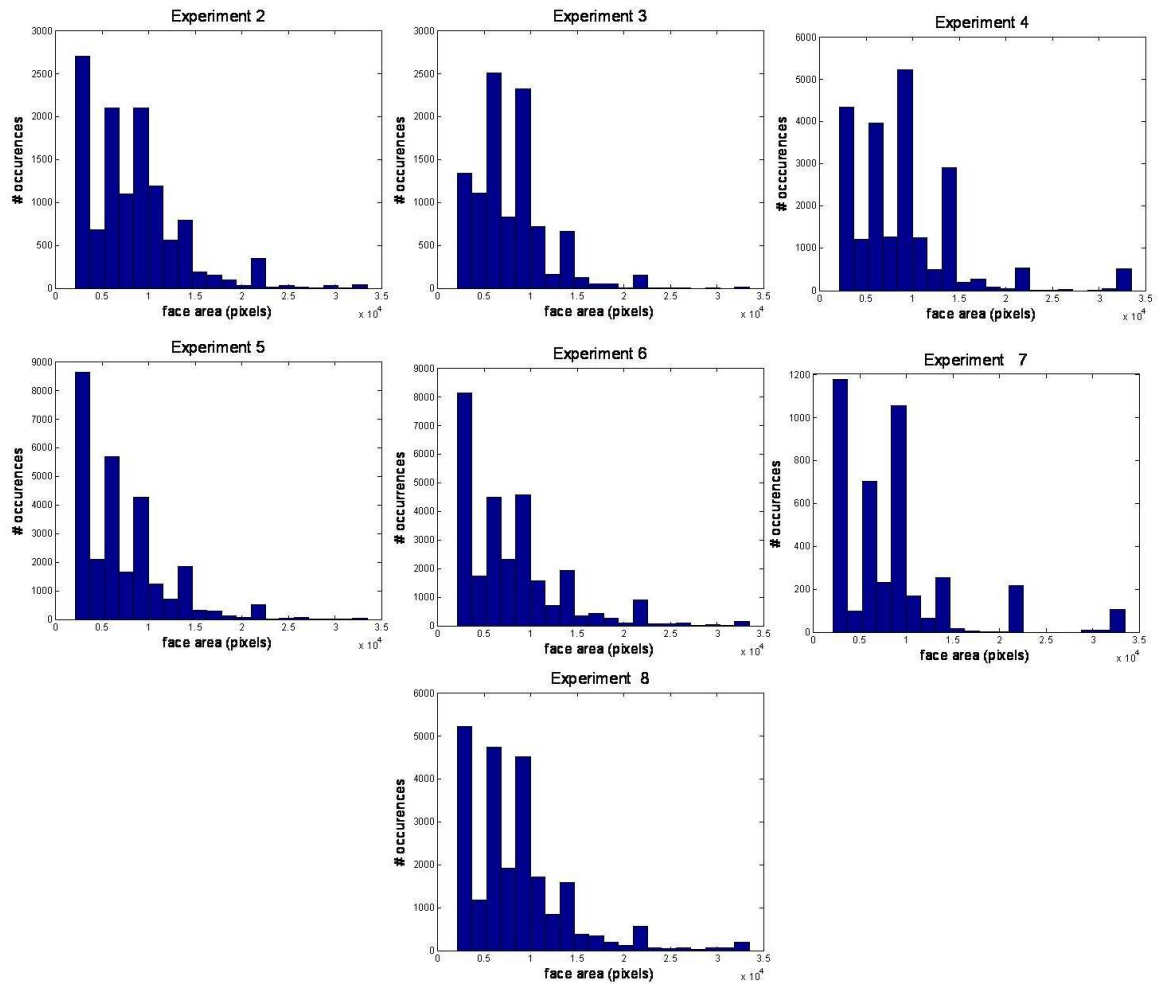 Experiment 2
3000
2500
2000
1500
1000
500
0
# occurences
0 0.5 1 1.5 2 2.5 3 3.5
face area (pixels)
x 10^4
Experiment 3
3000
2500
2000
1500
1000
500
0
# occurences
0 0.5 1 1.5 2 2.5 3 3.5
face area (pixels)
x 10^4
Experiment 4
6000
5000
4000
3000
2000
1000
0
# occcurences
0 0.5 1 1.5 2 2.5 3 3.5
face area (pixels)
x 10^4
Experiment 5
9000
8000
7000
6000
5000
4000
3000
2000
1000
0
# occurences
0 0.5 1 1.5 2 2.5 3 3.5
face area (pixels)
x 10^4
Experiment 6
9000
8000
7000
6000
5000
4000
3000
2000
1000
0
# occurrences
0 0.5 1 1.5 2 2.5 3 3.5
face area (pixels)
x 10^4
Experiment 7
1200
1000
800
600
400
200
0
# occurences
0 0.5 1 1.5 2 2.5 3 3.5
face area (pixels)
x 10^4
Experiment 8
6000
5000
4000
3000
2000
1000
0
# occurences
0 0.5 1 1.5 2 2.5 3 3.5
face area (pixels)
x 10^4